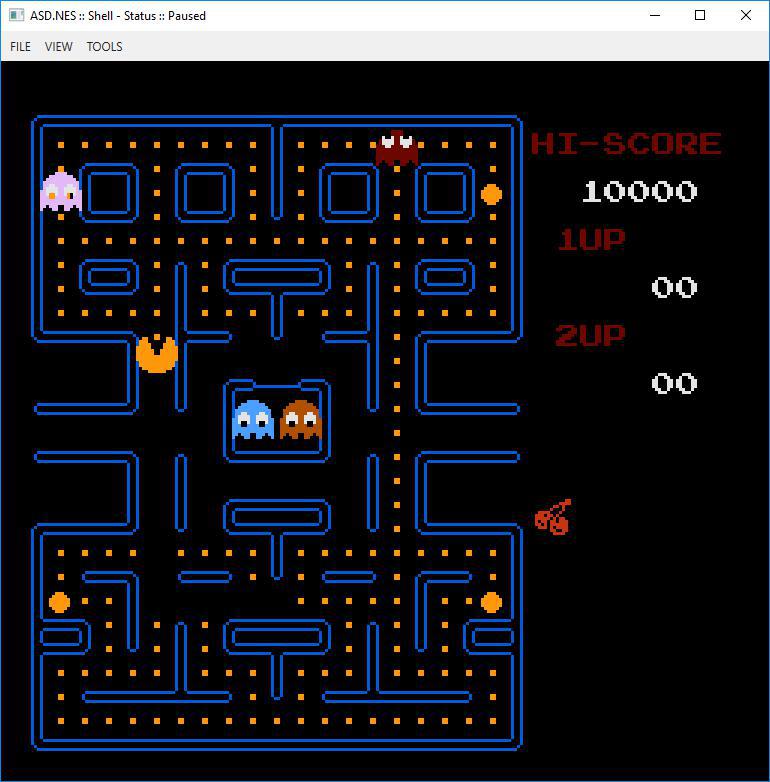 ASD.NES :: Shell - Status :: Paused
FILE VIEW TOOLS
HI-SCORE
10000
1UP
00
2UP
00